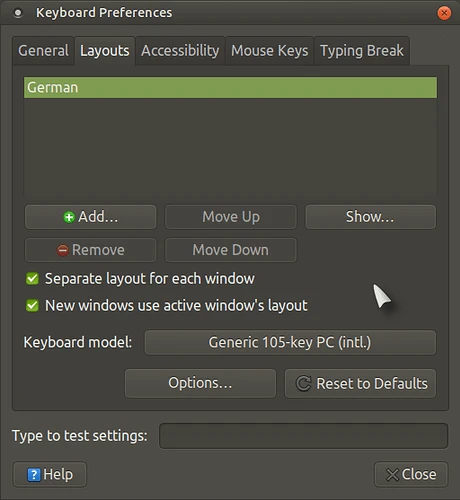 Keyboard Preferences
General Layouts Accessibility Mouse Keys Typing Break
German
Add... Move Up Show...
Remove Move Down
Separate layout for each window
New windows use active window's layout
Keyboard model: Generic 105-key PC (intl.)
Options... Reset to Defaults
Type to test settings:
? Help Close